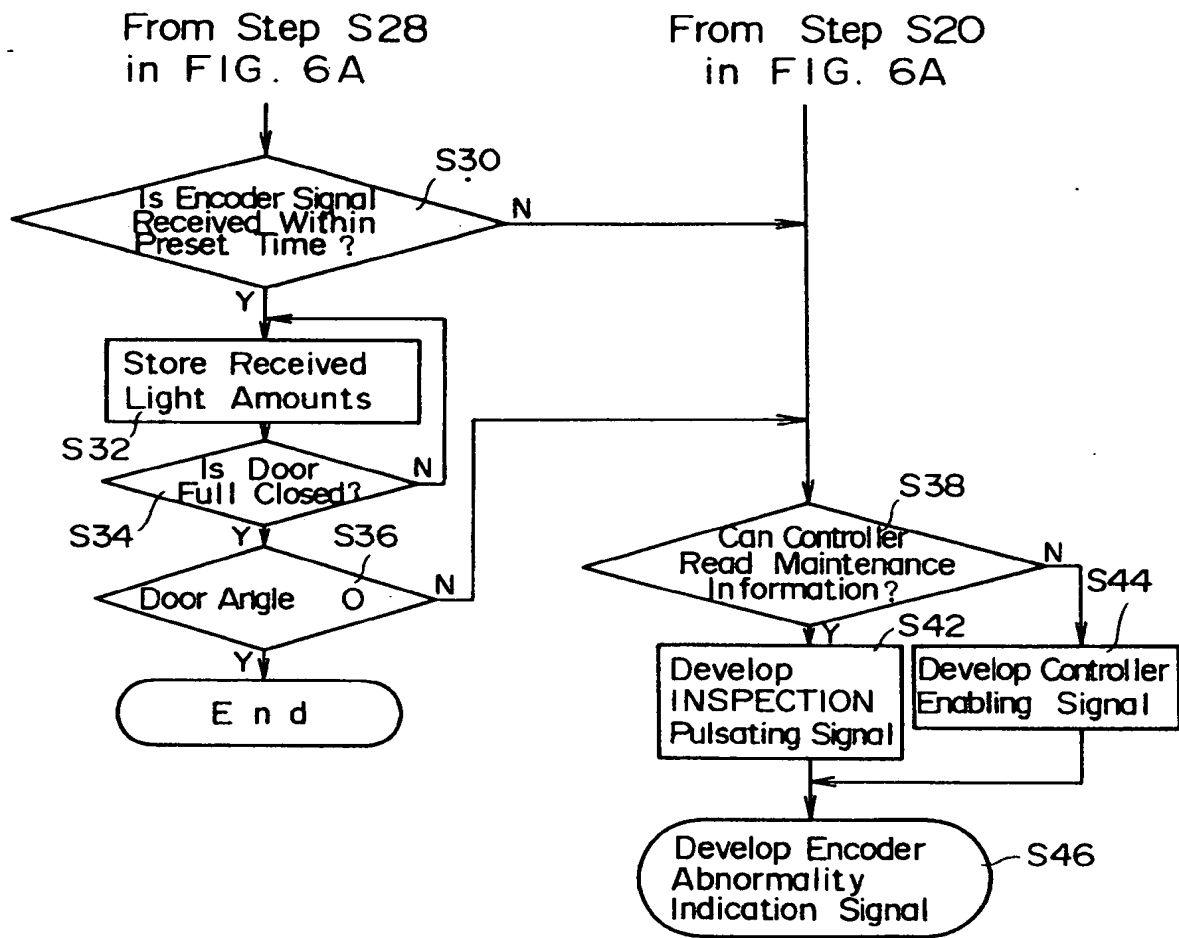 From Step S28
in FIG. 6A
From Step S20
in FIG. 6A
S30
Is Encoder Signal
Received Within
Preset Time?
N
Y
Store Received
Light Amounts
S32
Is Door
Full Closed?
N
S34
Y
S36
Door Angle O
N
Y
End
S38
Can Controller
Read Maintenance
Information?
N
Y
S42
S44
Develop
INSPECTION
Pulsating Signal
Develop Controller
Enabling Signal
Develop Encoder
Abnormality
Indication Signal
S46